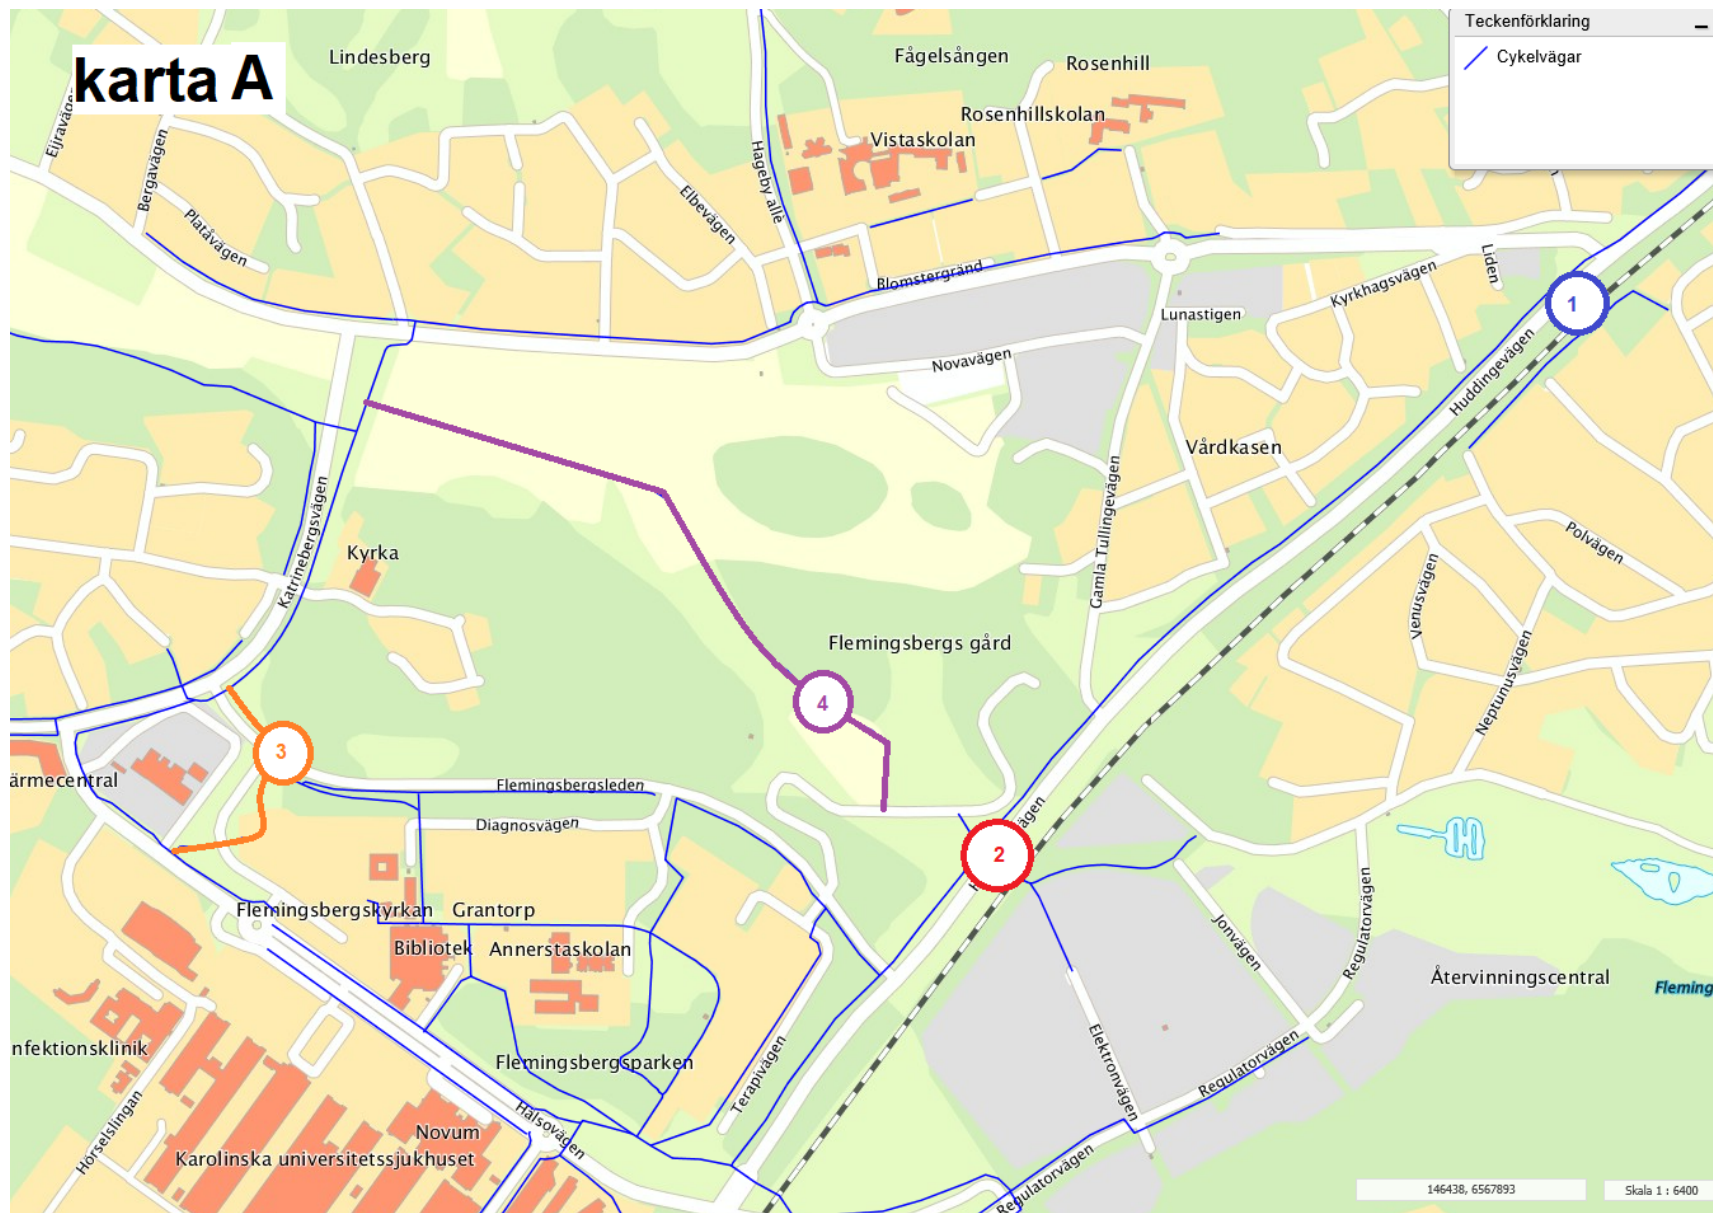 karta A
Teckenförklaring
Cykelvägar
Lindesberg
Fågelsången
Rosenhill
Rosenhillskolan
Vistaskolan
Eljravägen
Bergavägen
Platåvägen
Elbevägen
Hageby allé
Blomstergränd
Lunastigen
Kyrkhagsvägen
Liden
1
Novavägen
Huddingevägen
Vårdkasen
Katrinebergsvägen
Kyrka
Gamla Tullingevägen
Polvägen
Venusvägen
Neptunusvägen
Flemingsbergs gård
4
3
ärmecentral
Flemingsbergsleden
Diagnosvägen
ägen
2
H
Flemingsbergskyrkan
Grantorp
Bibliotek
Annerstaskolan
Jonvägen
Regulatorvägen
Återvinningscentral
Fleming
nfektionsklinik
Flemingsbergsparken
Terapivägen
Elektronvägen
Regulatorvägen
Hörselslingan
Hälsovägen
Novum
Karolinska universitetssjukhuset
Regulatorvägen
146438, 6567893
Skala 1 : 6400